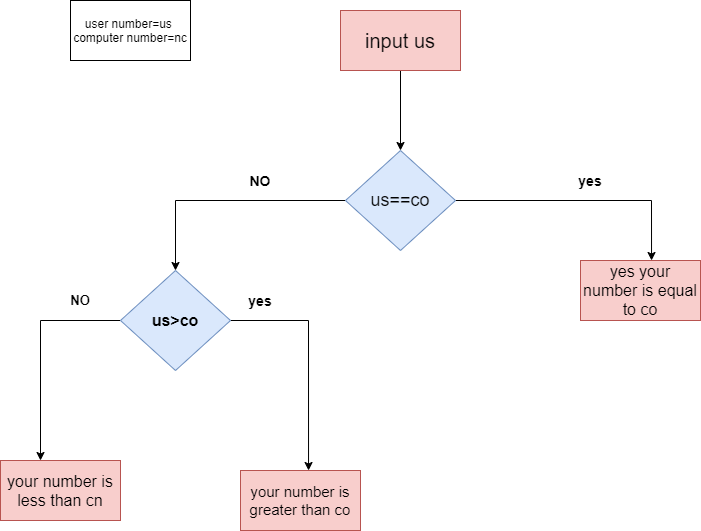 user number=us
computer number=nc
input us
NO
yes
us==co
yes your
number is equal
to co
NO
yes
us>co
your number is
less than cn
your number is
greater than co